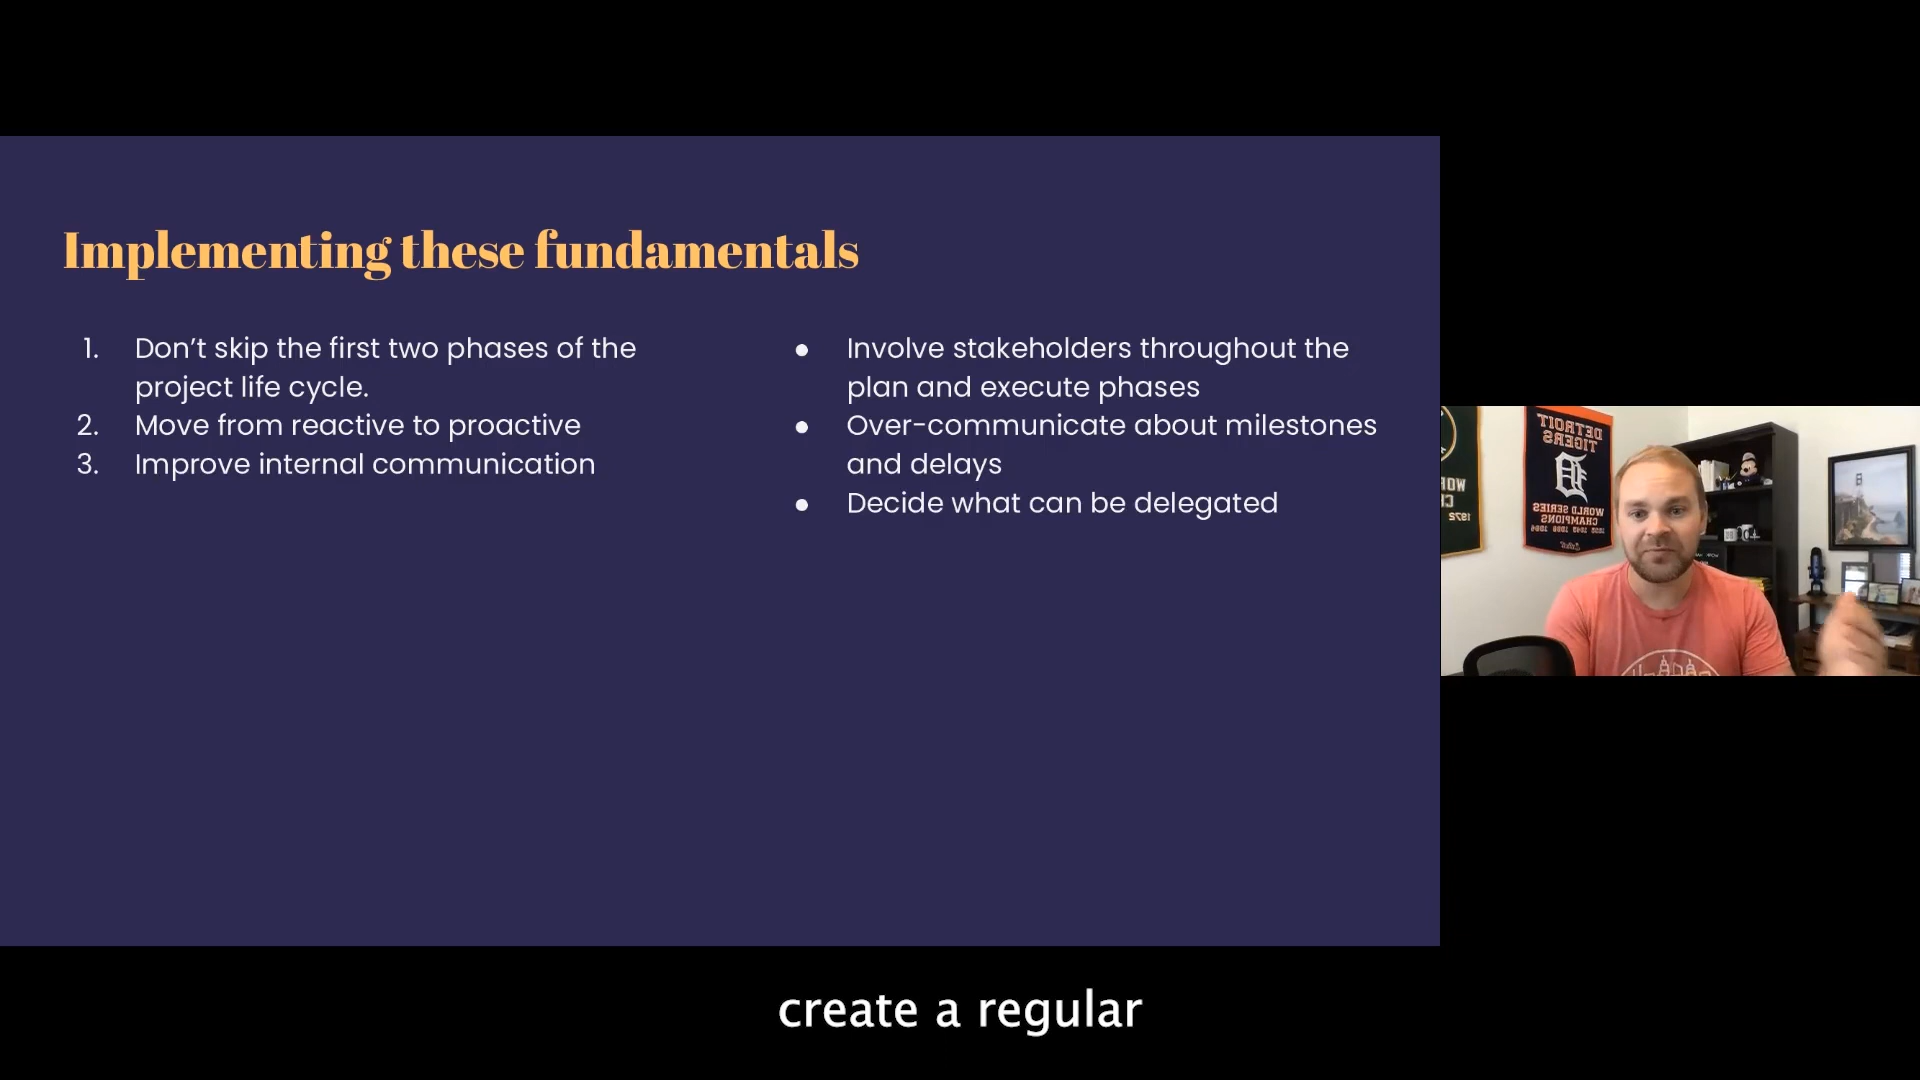 Implementing these fundamentals
1. Don't skip the first two phases of the
project life cycle.
2. Move from reactive to proactive
3. Improve internal communication
● Involve stakeholders throughout the
plan and execute phases
● Over-communicate about milestones
and delays
● Decide what can be delegated
DETROIT
TIGERS
D
WORLD SERIES
CHAMPIONS
WOR
C
1972
create a regular